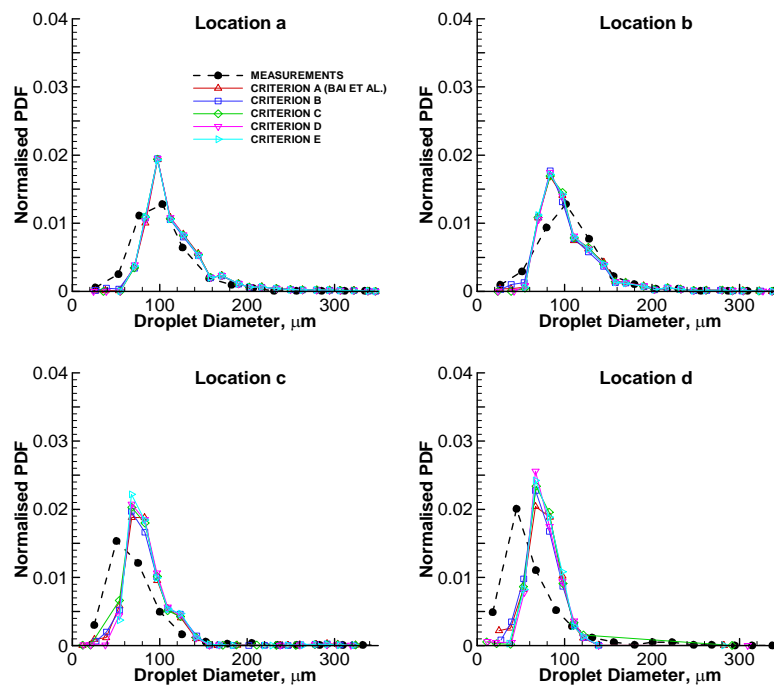 Location a
Normalised PDF
0.04
0.03
0.02
0.01
0
0 100 200 300
Droplet Diameter, μm
MEASUREMENTS
CRITERION A (BAI ET AL.)
CRITERION B
CRITERION C
CRITERION D
CRITERION E
Location b
Normalised PDF
0.04
0.03
0.02
0.01
0
0 100 200 300
Droplet Diameter, μm
Location c
Normalised PDF
0.04
0.03
0.02
0.01
0
0 100 200 300
Droplet Diameter, μm
Location d
Normalised PDF
0.04
0.03
0.02
0.01
0
0 100 200 300
Droplet Diameter, μm